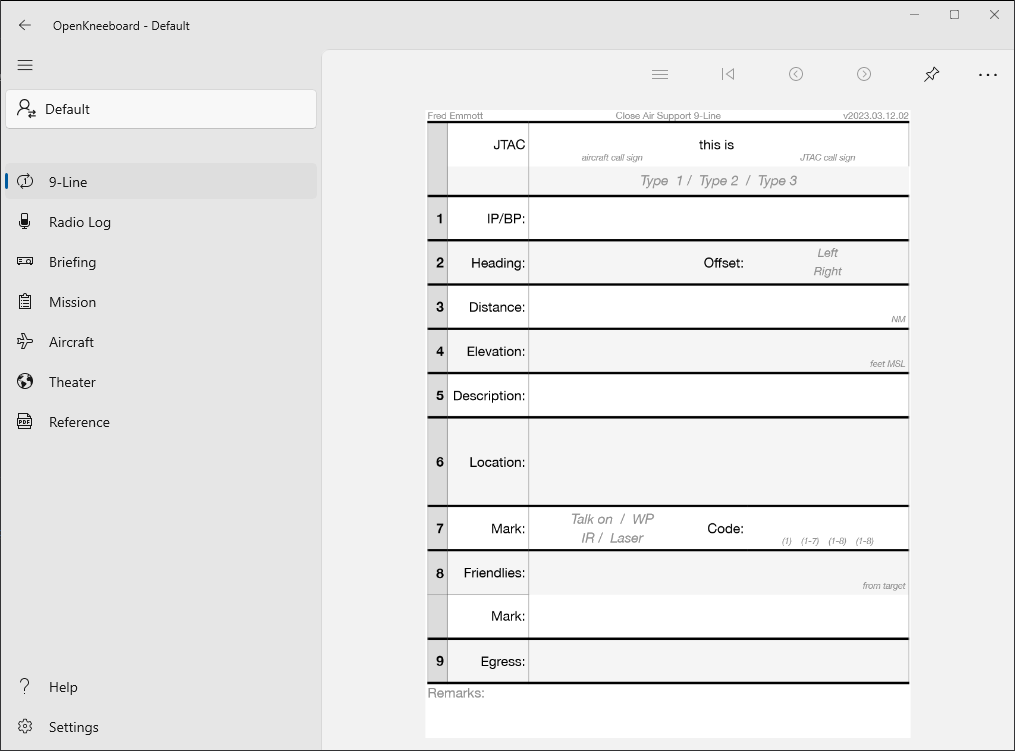 OpenKneeboard - Default
Default
9-Line
Radio Log
Briefing
Mission
Aircraft
Theater
Reference
Help
Settings
Fred Emmott Close Air Support 9-Line v2023.03.12.02
JTAC this is
aircraft call sign JTAC call sign
Type 1 / Type 2 / Type 3
1 IP/BP:
2 Heading: Offset: Left
Right
3 Distance:
NM
4 Elevation:
feet MSL
5 Description:
6 Location:
7 Mark: Talk on / WP
IR / Laser Code:
(1) (1-7) (1-8) (1-8)
8 Friendlies:
from target
Mark:
9 Egress:
Remarks: